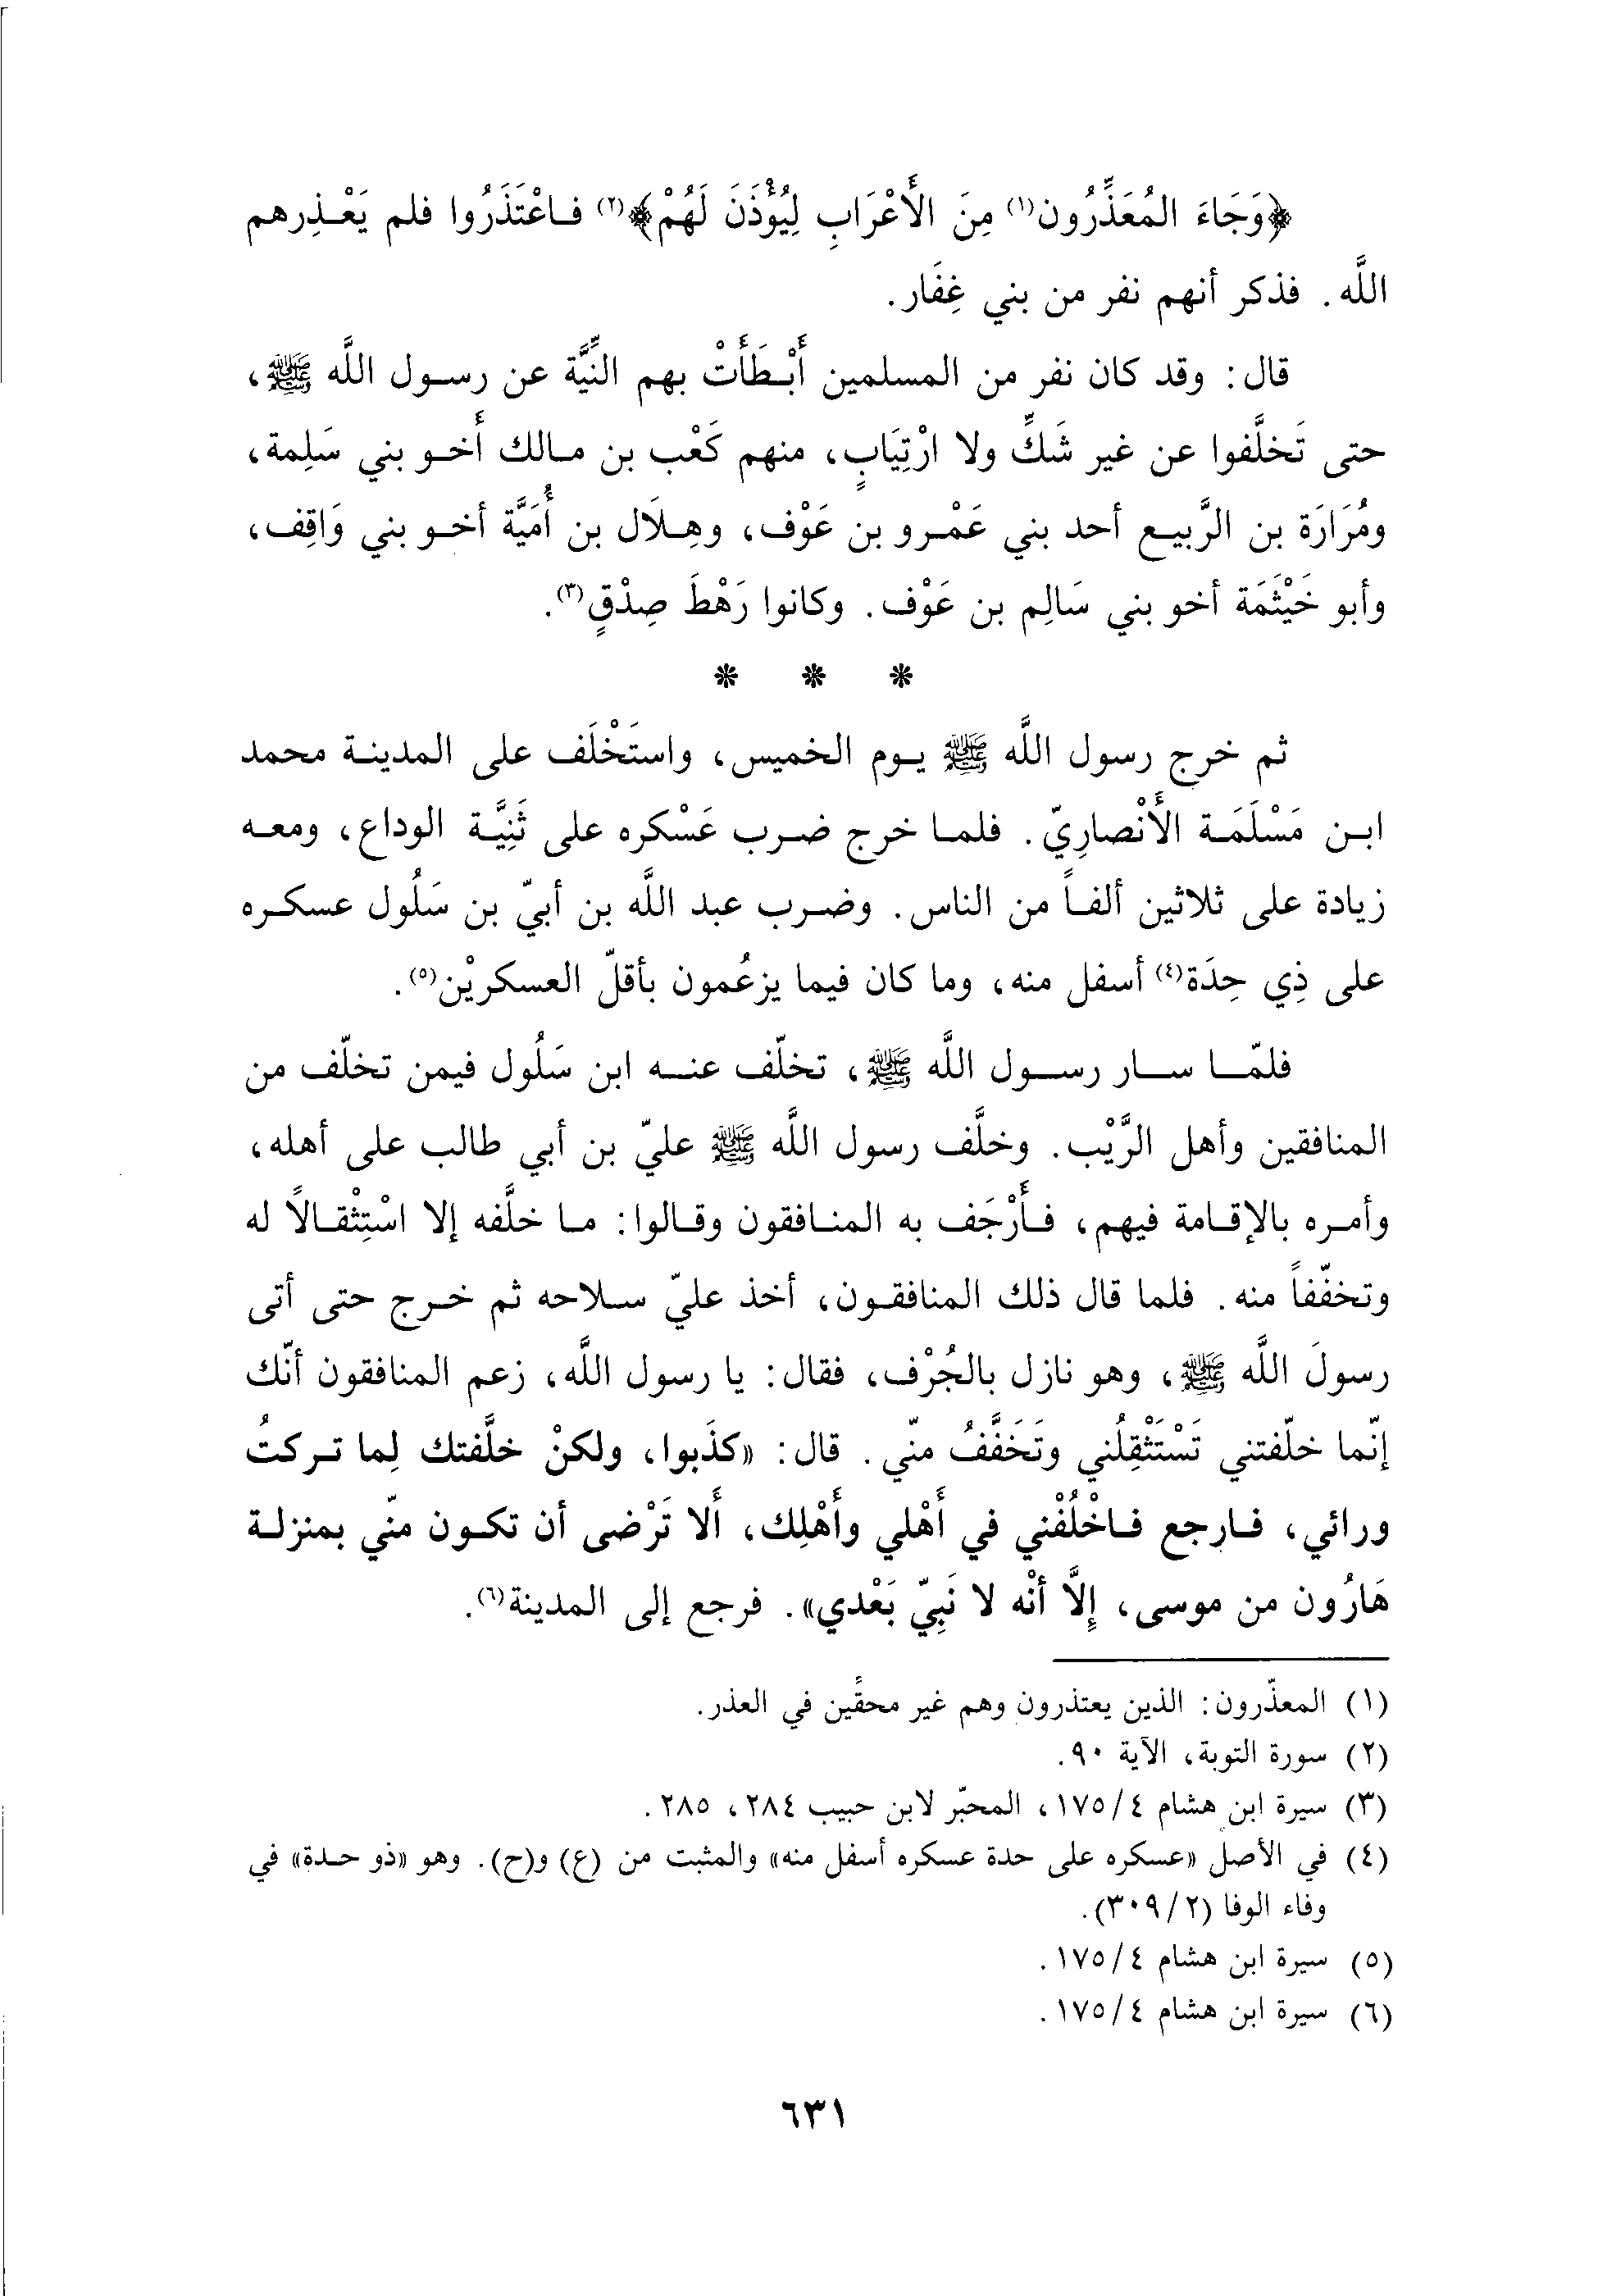 ﴿وَجَاءَ المُعَذِّرُون(١) مِنَ الأَعْرَابِ لِيُؤْذَنَ لَهُمْ﴾(٢) فاعْتَذَرُوا فلم يَعْذِرهم
اللَّه. فذكر أنهم نفر من بني غِفَار.
قال: وقد كان نفر من المسلمين أَبْطَأَتْ بهم النِّيَّة عن رسول اللَّه ﷺ،
حتى تَخلَّفوا عن غير شَكٍّ ولا ارْتِيَابٍ، منهم كَعْب بن مالك أَخو بني سَلِمة،
ومُرَارَة بن الرَّبيع أحد بني عَمْرو بن عَوْف، وهِلَال بن أُمَيَّة أخو بني وَاقِف،
وأبو خَيْثَمَة أخو بني سَالِم بن عَوْف. وكانوا رَهْطَ صِدْقٍ(٣).
* * *
ثم خرج رسول اللَّه ﷺ يوم الخميس، واستَخْلَف على المدينة محمد
ابن مَسْلَمَة الأَنْصارِيّ. فلما خرج ضرب عَسْكره على ثَنِيَّة الوداع، ومعه
زيادة على ثلاثين ألفاً من الناس. وضرب عبد اللَّه بن أبيّ بن سَلُول عسكره
على ذِي حِدَة(٤) أسفل منه، وما كان فيما يزعُمون بأقلّ العسكريْن(٥).
فلمّا سار رسول اللَّه ﷺ، تخلّف عنه ابن سَلُول فيمن تخلّف من
المنافقين وأهل الرَّيْب. وخلَّف رسول اللَّه ﷺ عليّ بن أبي طالب على أهله،
وأمره بالإقامة فيهم، فأَرْجَف به المنافقون وقالوا: ما خلَّفه إلا اسْتِثْقالًا له
وتخفّفاً منه. فلما قال ذلك المنافقون، أخذ عليّ سلاحه ثم خرج حتى أتى
رسولَ اللَّه ﷺ، وهو نازل بالجُرْف، فقال: يا رسول اللَّه، زعم المنافقون أنّك
إنّما خلّفتني تَسْتَثْقِلُني وتَخَفَّفُ منّي. قال: «كذَبوا، ولكنْ خلَّفتك لِما تركتُ
ورائي، فارجع فاخْلُفْني في أَهْلي وأَهْلِك، أَلا تَرْضى أن تكون منّي بمنزلة
هَارُون من موسى، إِلَّا أنْه لا نَبِيّ بَعْدي». فرجع إلى المدينة(٦).
(١) المعذّرون: الذين يعتذرون وهم غير محقّين في العذر.
(٢) سورة التوبة، الآية ٩٠.
(٣) سيرة ابن هشام ٤/ ١٧٥، المحبّر لابن حبيب ٢٨٤، ٢٨٥.
(٤) في الأصل «عسكره على حدة عسكره أسفل منه» والمثبت من (ع) و(ح). وهو «ذو حدة» في
وفاء الوفا (٢/ ٣٠٩).
(٥) سيرة ابن هشام ٤/ ١٧٥.
(٦) سيرة ابن هشام ٤/ ١٧٥.
٦٣١